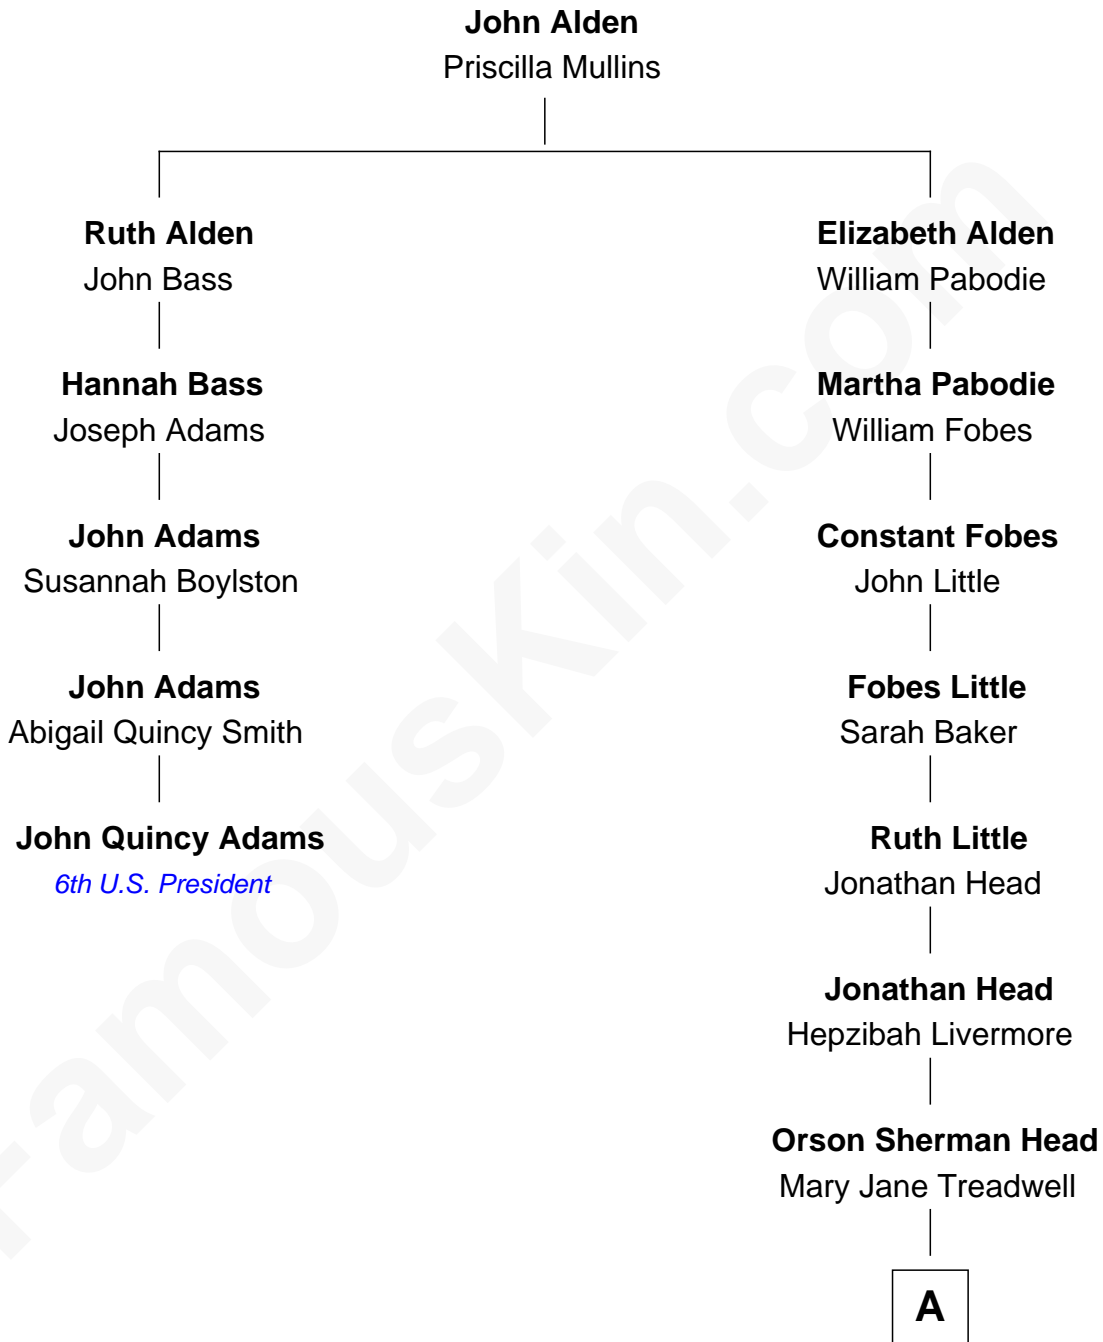 John Alden
Priscilla Mullins
Ruth Alden
John Bass
Elizabeth Alden
William Pabodie
Hannah Bass
Joseph Adams
Martha Pabodie
William Fobes
John Adams
Susannah Boylston
Constant Fobes
John Little
John Adams
Abigail Quincy Smith
Fobes Little
Sarah Baker
John Quincy Adams
6th U.S. President
Ruth Little
Jonathan Head
Jonathan Head
Hepzibah Livermore
Orson Sherman Head
Mary Jane Treadwell
A
FamousKin.com